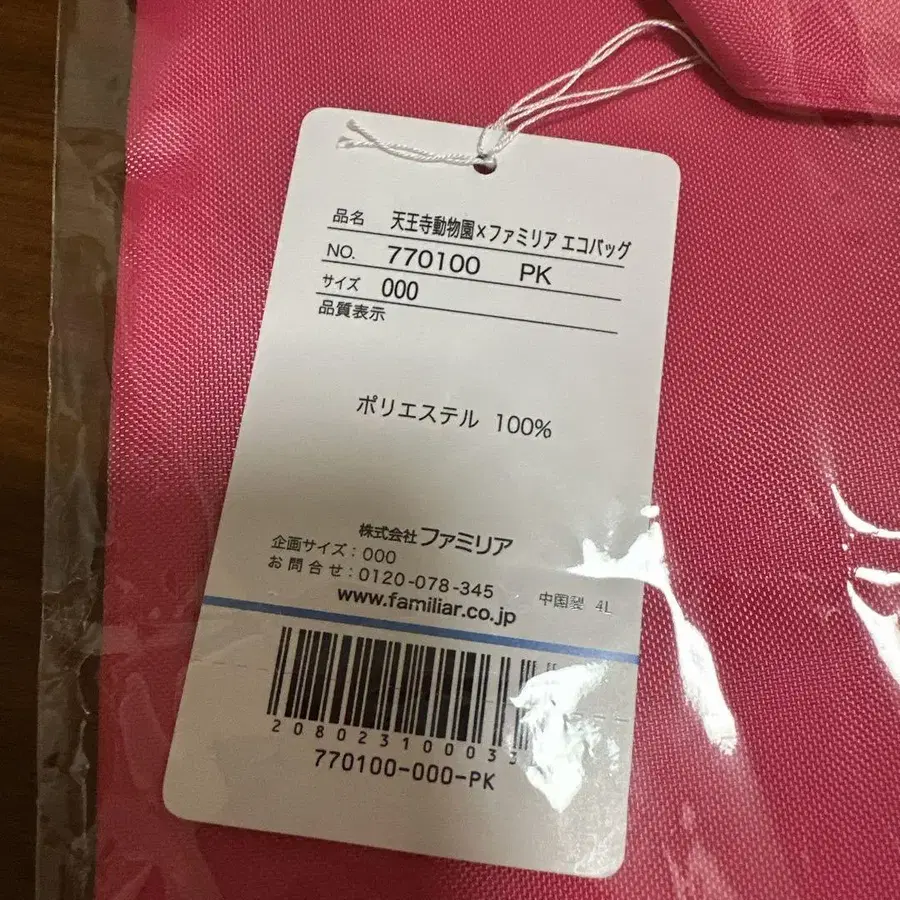 品名 天王寺動物園×ファミリア エコバッグ
NO. 770100 PK
サイズ 000
品質表示
ポリエステル 100%
株式会社ファミリア
企画サイズ:000
お問合せ:0120-078-345 中国製 4L
www.familiar.co.jp
770100-000-PK